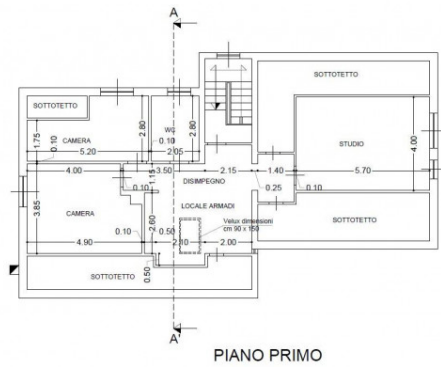 A
SOTTOTETTO
SOTTOTETTO
1.75
0.10
CAMERA
2.80
WC
0.10
2.80
STUDIO
4.00
5.20
2.05
4.00
1.15
3.50
2.15
1.40
5.70
0.10
DISIMPEGNO
0.25
0.10
3.85
CAMERA
LOCALE ARMADI
SOTTOTETTO
2.60
Velux dimensioni
cm 90 x 150
0.10
0.50
4.90
2.10
2.00
SOTTOTETTO
0.50
A'
PIANO PRIMO